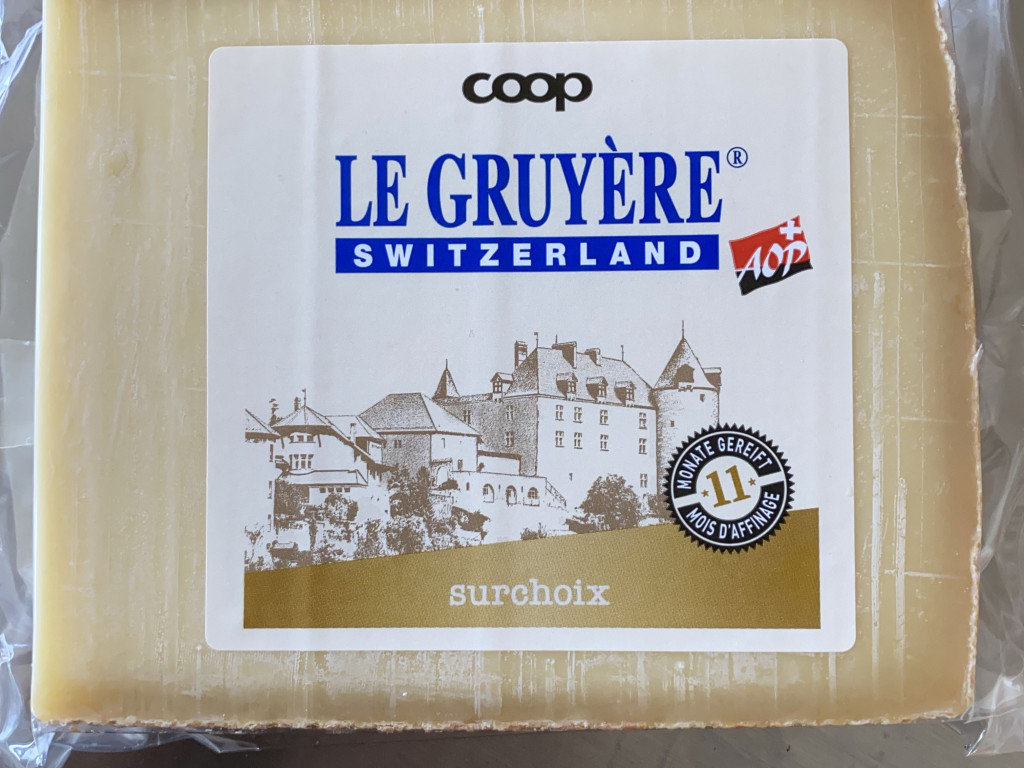 coop
LE GRUYÈRE®
SWITZERLAND
AOP
MONATE GEREIFT
11
MOIS D'AFFINAGE
surchoix